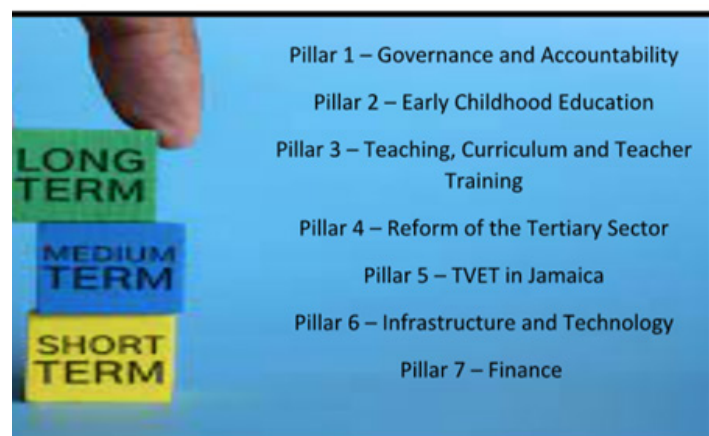 LONG
TERM
MEDIUM
TERM
SHORT
TERM
Pillar 1 – Governance and Accountability
Pillar 2 – Early Childhood Education
Pillar 3 – Teaching, Curriculum and Teacher
Training
Pillar 4 – Reform of the Tertiary Sector
Pillar 5 – TVET in Jamaica
Pillar 6 – Infrastructure and Technology
Pillar 7 – Finance